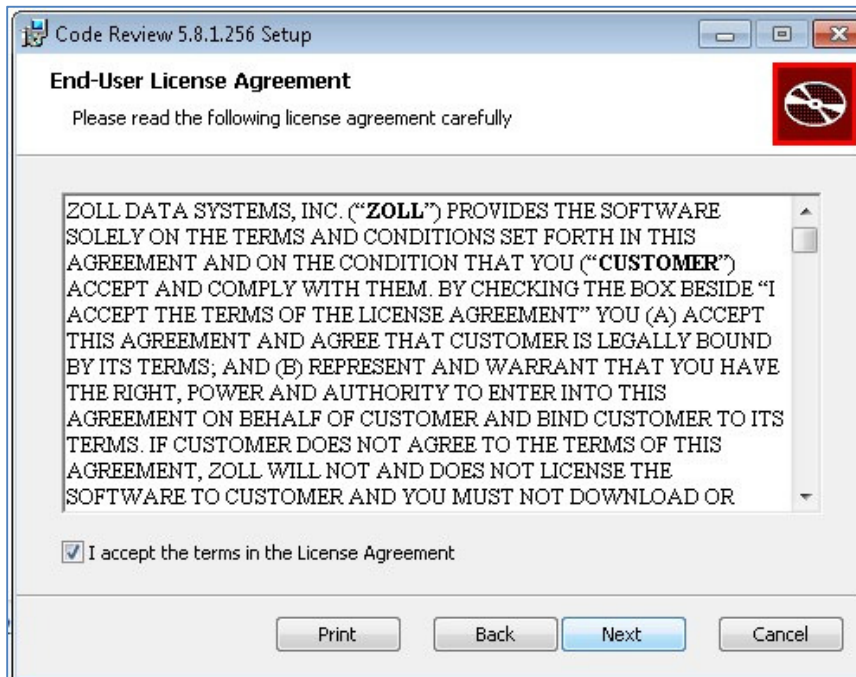 Code Review 5.8.1.256 Setup
End-User License Agreement
Please read the following license agreement carefully
ZOLL DATA SYSTEMS, INC. (“ZOLL”) PROVIDES THE SOFTWARE
SOLELY ON THE TERMS AND CONDITIONS SET FORTH IN THIS
AGREEMENT AND ON THE CONDITION THAT YOU (“CUSTOMER”)
ACCEPT AND COMPLY WITH THEM. BY CHECKING THE BOX BESIDE “I
ACCEPT THE TERMS OF THE LICENSE AGREEMENT” YOU (A) ACCEPT
THIS AGREEMENT AND AGREE THAT CUSTOMER IS LEGALLY BOUND
BY ITS TERMS; AND (B) REPRESENT AND WARRANT THAT YOU HAVE
THE RIGHT, POWER AND AUTHORITY TO ENTER INTO THIS
AGREEMENT ON BEHALF OF CUSTOMER AND BIND CUSTOMER TO ITS
TERMS. IF CUSTOMER DOES NOT AGREE TO THE TERMS OF THIS
AGREEMENT, ZOLL WILL NOT AND DOES NOT LICENSE THE
SOFTWARE TO CUSTOMER AND YOU MUST NOT DOWNLOAD OR
I accept the terms in the License Agreement
Print Back Next Cancel